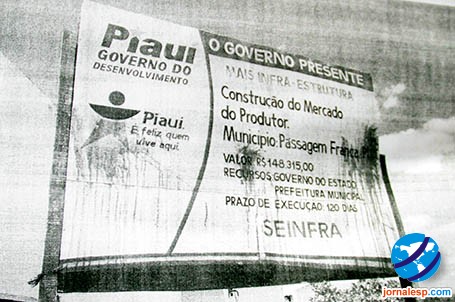 Piauí
GOVERNO DO
DESENVOLVIMENTO
Piauí.
É feliz quem
vive aqui.
O GOVERNO PRESENTE
MAIS INFRA-ESTRUTURA
Construção do Mercado
do Produtor.
Município: Passagem Franca
VALOR R$ 148.315,00
RECURSOS GOVERNO DO ESTADO
PREFEITURA MUNICIPAL
PRAZO DE EXECUÇÃO 120 DIAS
SEINFRA
jornalesp.com